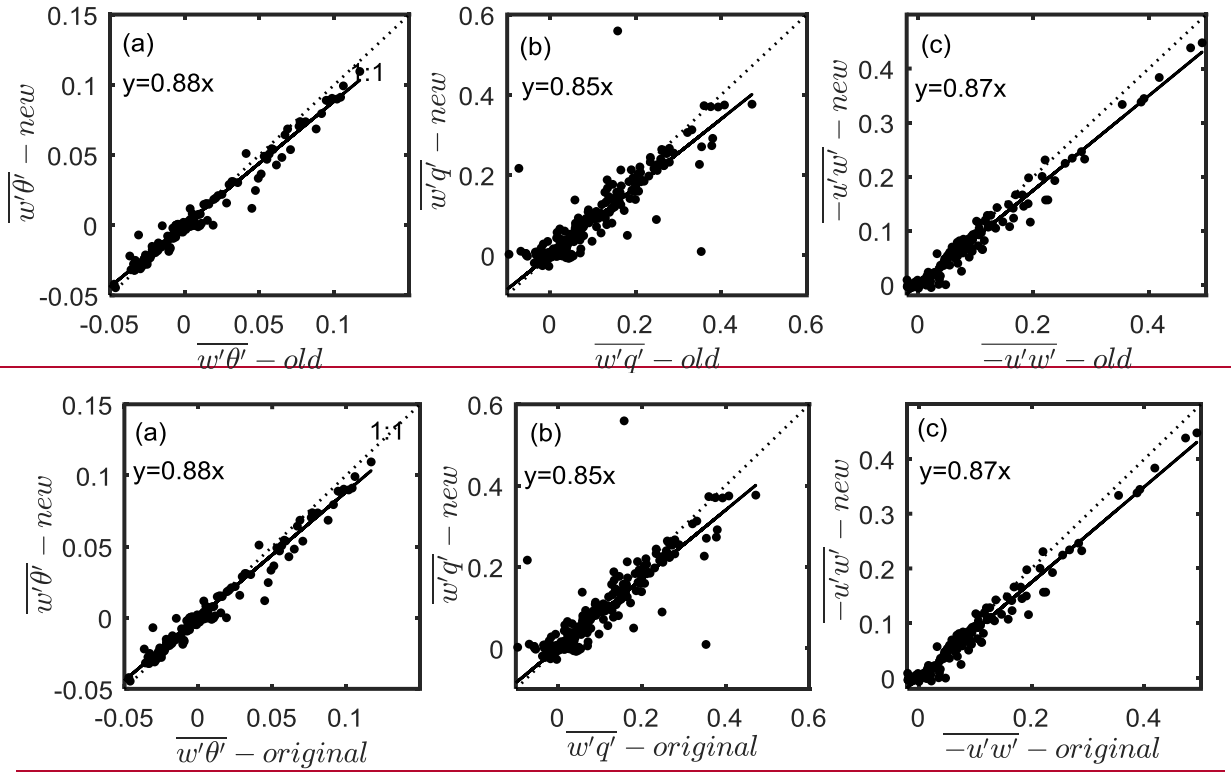 0.15
0.1
0.05
0
-0.05
-0.05 0 0.05 0.1
(a)
y=0.88x
1:1
w'θ' − new
w'θ' − old
0.6
0.4
0.2
0
0 0.2 0.4 0.6
(b)
y=0.85x
w'q' − new
w'q' − old
0.4
0.3
0.2
0.1
0
0 0.2 0.4
(c)
y=0.87x
−u'w' − new
−u'w' − old
0.15
0.1
0.05
0
-0.05
-0.05 0 0.05 0.1
(a)
y=0.88x
1:1
w'θ' − new
w'θ' − original
0.6
0.4
0.2
0
0 0.2 0.4 0.6
(b)
y=0.85x
w'q' − new
w'q' − original
0.4
0.3
0.2
0.1
0
0 0.2 0.4
(c)
y=0.87x
−u'w' − new
−u'w' − original